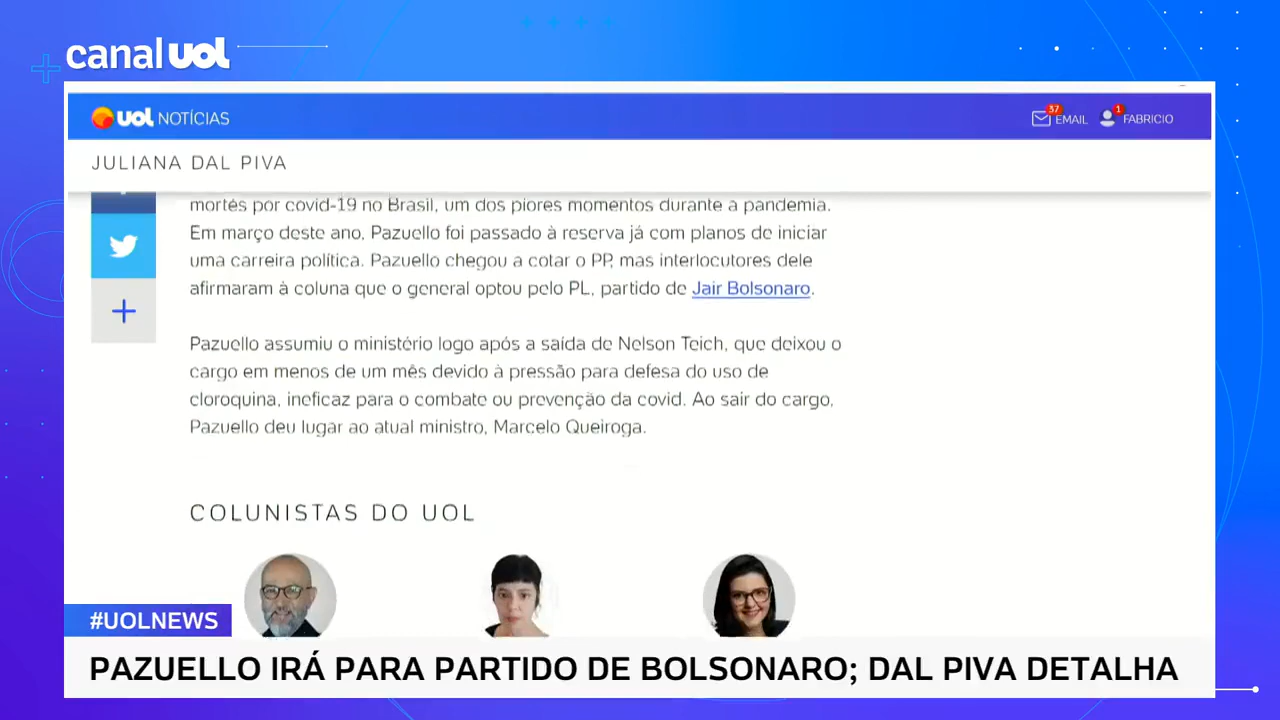 canal UOL
UOL NOTÍCIAS
37
EMAIL
1
FABRICIO
JULIANA DAL PIVA
mortes por covid-19 no Brasil, um dos piores momentos durante a pandemia.
Em março deste ano, Pazuello foi passado à reserva já com planos de iniciar
uma carreira política. Pazuello chegou a cotar o PP, mas interlocutores dele
afirmaram à coluna que o general optou pelo PL, partido de Jair Bolsonaro.
Pazuello assumiu o ministério logo após a saída de Nelson Teich, que deixou o
cargo em menos de um mês devido à pressão para defesa do uso de
cloroquina, ineficaz para o combate ou prevenção da covid. Ao sair do cargo,
Pazuello deu lugar ao atual ministro, Marcelo Queiroga.
COLUNISTAS DO UOL
#UOLNEWS
PAZUELLO IRÁ PARA PARTIDO DE BOLSONARO; DAL PIVA DETALHA